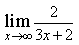 lim x→∞ 2/(3x + 2)